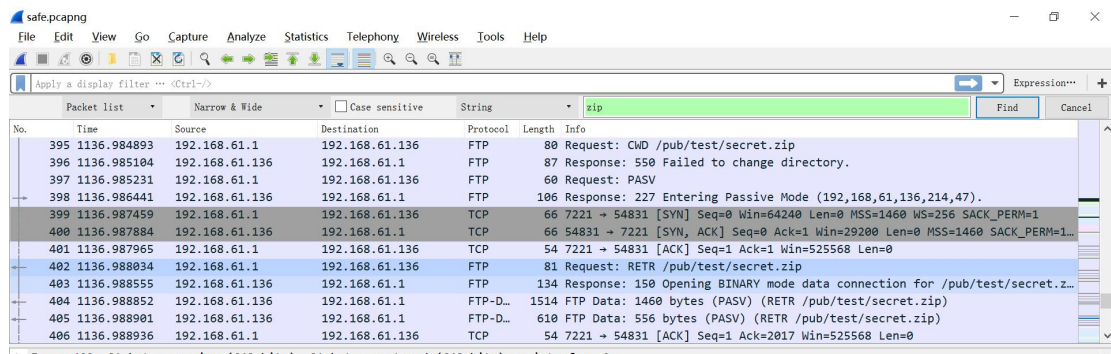 safe.pcapng
File Edit View Go Capture Analyze Statistics Telephony Wireless Tools Help
Apply a display filter … <Ctrl-/> Expression… +
Packet list Narrow & Wide Case sensitive String zip Find Cancel
No. Time Source Destination Protocol Length Info
395 1136.984893 192.168.61.1 192.168.61.136 FTP 80 Request: CWD /pub/test/secret.zip
396 1136.985104 192.168.61.136 192.168.61.1 FTP 87 Response: 550 Failed to change directory.
397 1136.985231 192.168.61.1 192.168.61.136 FTP 60 Request: PASV
398 1136.986441 192.168.61.136 192.168.61.1 FTP 106 Response: 227 Entering Passive Mode (192,168,61,136,214,47).
399 1136.987459 192.168.61.1 192.168.61.136 TCP 66 7221 → 54831 [SYN] Seq=0 Win=64240 Len=0 MSS=1460 WS=256 SACK_PERM=1
400 1136.987884 192.168.61.136 192.168.61.1 TCP 66 54831 → 7221 [SYN, ACK] Seq=0 Ack=1 Win=29200 Len=0 MSS=1460 SACK_PERM=1…
401 1136.987965 192.168.61.1 192.168.61.136 TCP 54 7221 → 54831 [ACK] Seq=1 Ack=1 Win=525568 Len=0
402 1136.988034 192.168.61.1 192.168.61.136 FTP 81 Request: RETR /pub/test/secret.zip
403 1136.988555 192.168.61.136 192.168.61.1 FTP 134 Response: 150 Opening BINARY mode data connection for /pub/test/secret.z…
404 1136.988852 192.168.61.136 192.168.61.1 FTP-D… 1514 FTP Data: 1460 bytes (PASV) (RETR /pub/test/secret.zip)
405 1136.988901 192.168.61.136 192.168.61.1 FTP-D… 610 FTP Data: 556 bytes (PASV) (RETR /pub/test/secret.zip)
406 1136.988936 192.168.61.1 192.168.61.136 TCP 54 7221 → 54831 [ACK] Seq=1 Ack=2017 Win=525568 Len=0